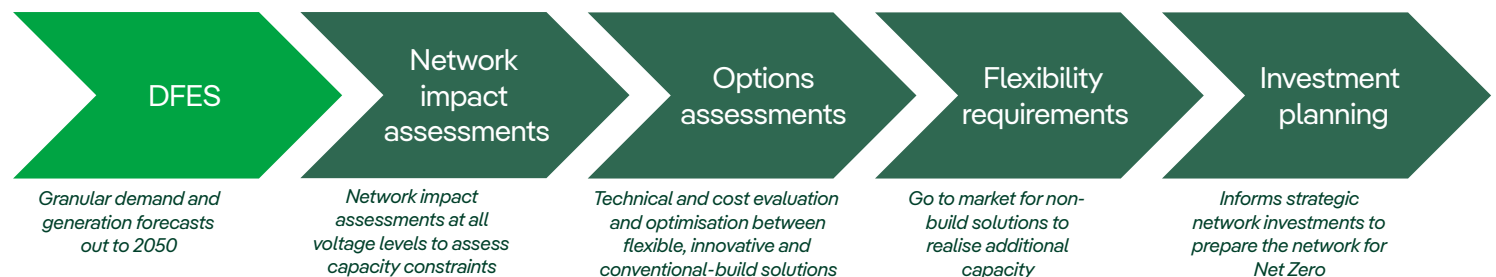 DFES
Network
impact
assessments
Options
assessments
Flexibility
requirements
Investment
planning
Granular demand and
generation forecasts
out to 2050
Network impact
assessments at all
voltage levels to assess
capacity constraints
Technical and cost evaluation
and optimisation between
flexible, innovative and
conventional-build solutions
Go to market for non-
build solutions to
realise additional
capacity
Informs strategic
network investments to
prepare the network for
Net Zero